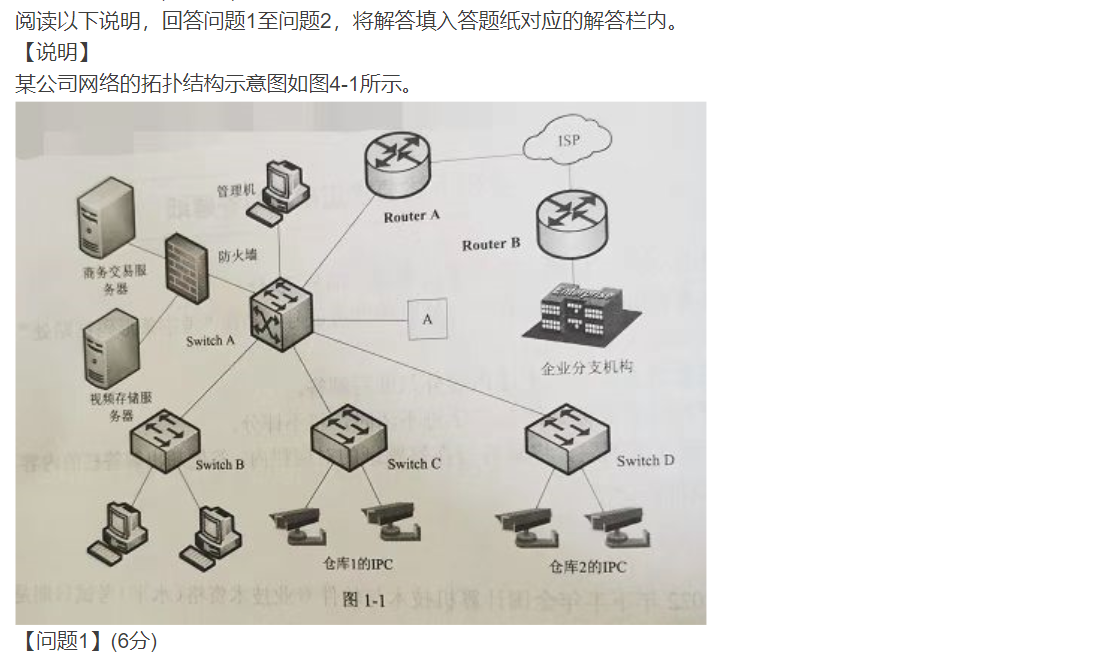 阅读以下说明，回答问题1至问题2，将解答填入答题纸对应的解答栏内。
【说明】
某公司网络的拓扑结构示意图如图4-1所示。
ISP
管理机
Router A
Router B
防火墙
商务交易服
务器
Enterprise
A
Switch A
企业分支机构
视频存储服
务器
Switch B
Switch C
Switch D
仓库1的IPC
仓库2的IPC
图 1-1
【问题1】(6分)